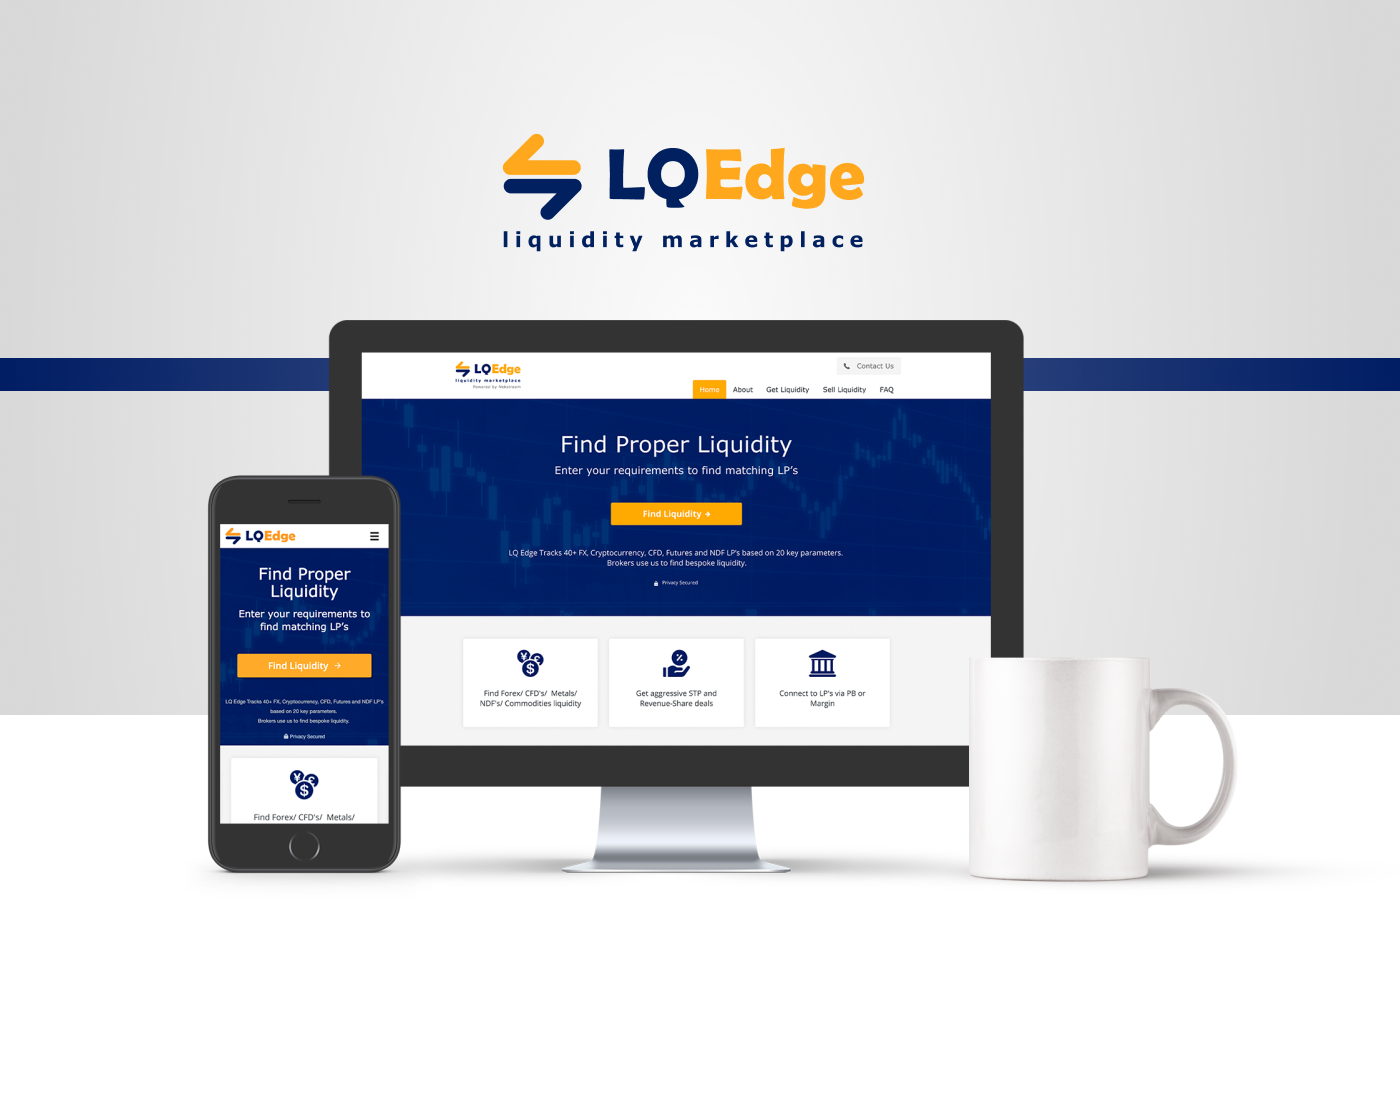 LQEdge
liquidity marketplace
LQEdge
liquidity marketplace
Powered by Nekstream
Contact Us
Home About Get Liquidity Sell Liquidity FAQ
Find Proper Liquidity
Enter your requirements to find matching LP's
Find Liquidity →
LQ Edge Tracks 40+ FX, Cryptocurrency, CFD, Futures and NDF LP's based on 20 key parameters.
Brokers use us to find bespoke liquidity.
Privacy Secured
Find Forex/ CFD's/ Metals/
NDF's/ Commodities liquidity
Get aggressive STP and
Revenue-Share deals
Connect to LP's via PB or
Margin
LQEdge
Find Proper
Liquidity
Enter your requirements to
find matching LP's
Find Liquidity →
LQ Edge Tracks 40+ FX, Cryptocurrency, CFD, Futures and NDF LP's
based on 20 key parameters.
Brokers use us to find bespoke liquidity.
Privacy Secured
Find Forex/ CFD's/ Metals/